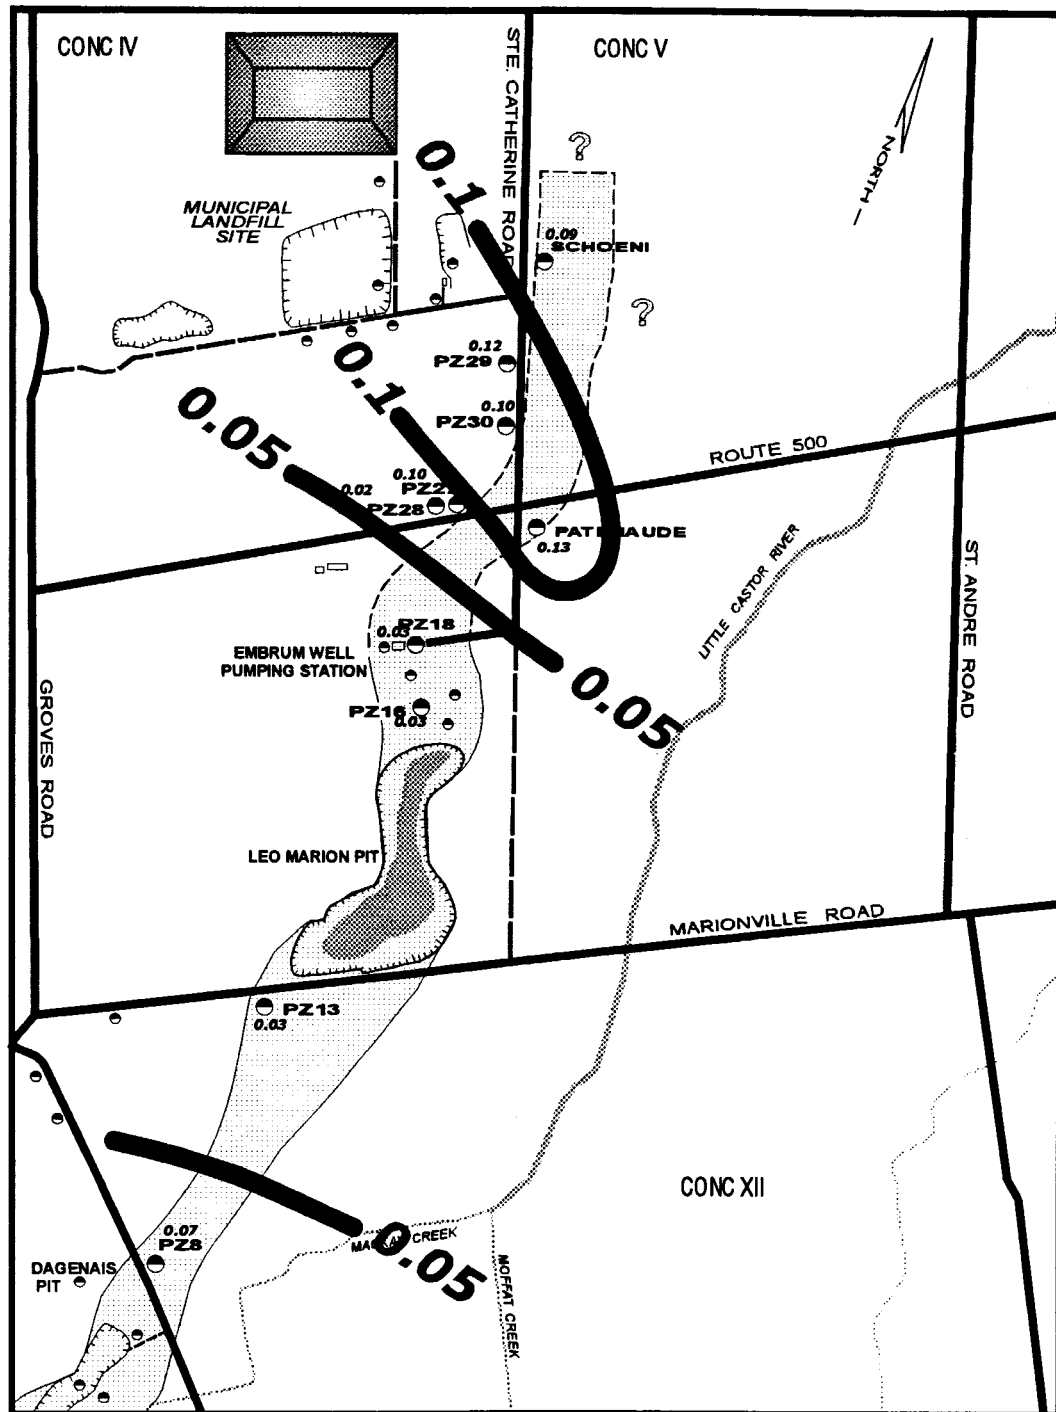 CONC IV
STE. CATHERINE ROAD
CONC V
?
NORTH
0.1
MUNICIPAL
LANDFILL
SITE
0.09
SCHOENI
?
0.12
PZ29
0.1
0.05
0.10
PZ30
ROUTE 500
0.10
0.02
PZ28
0.13
LITTLE CASTOR RIVER
ST. ANDRE ROAD
PZ18
0.03
EMBRUM WELL
PUMPING STATION
0.05
GROVES ROAD
PZ16
0.03
LEO MARION PIT
MARIONVILLE ROAD
PZ13
0.03
CONC XII
0.07
PZ8
MACKAY CREEK
0.05
MOFFAT CREEK
DAGENAIS
PIT